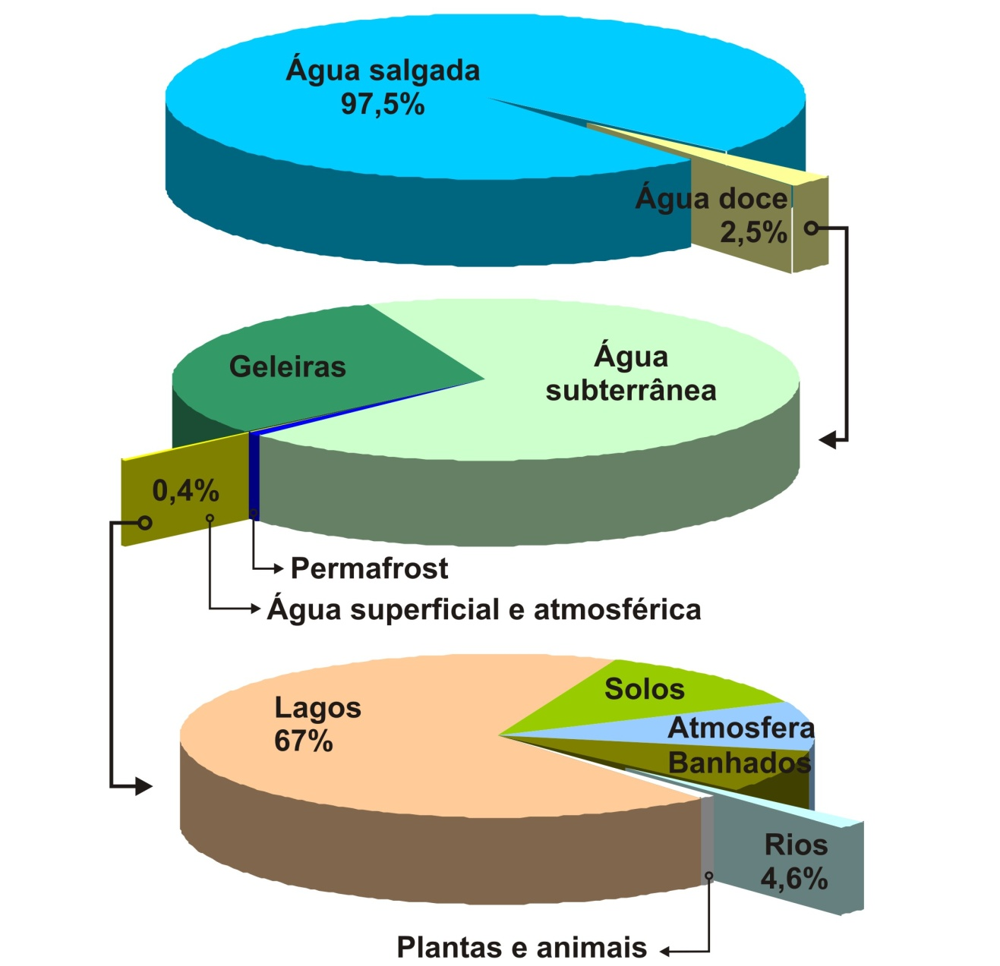 Água salgada
97,5%
Água doce
2,5%
Geleiras
Água
subterrânea
0,4%
Permafrost
Água superficial e atmosférica
Lagos
67%
Solos
Atmosfera
Banhados
Rios
4,6%
Plantas e animais